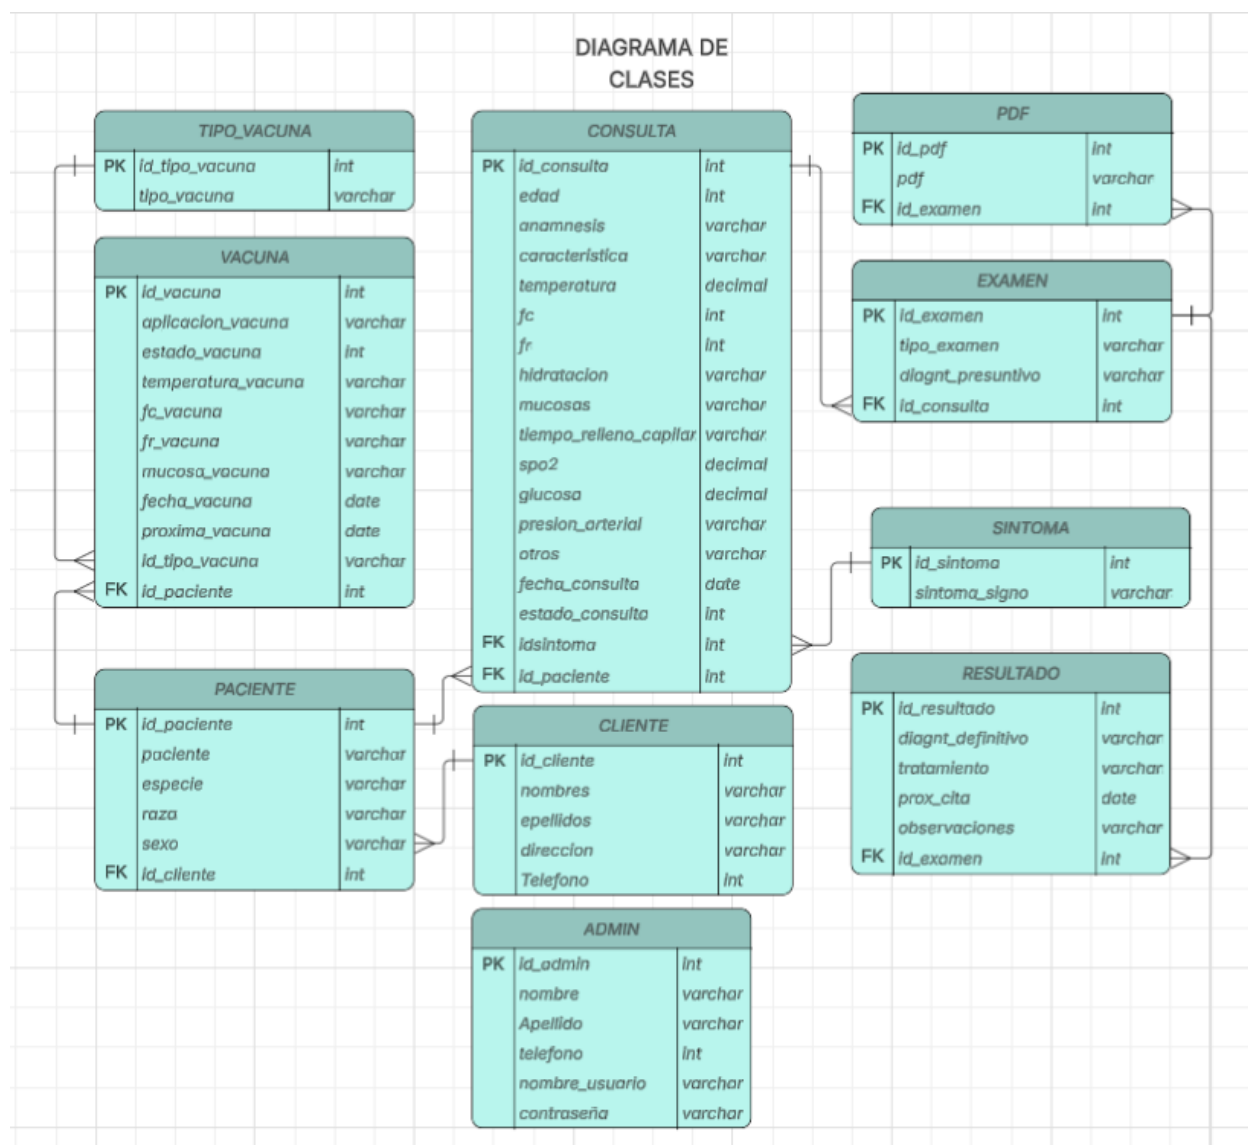 DIAGRAMA DE
CLASES
TIPO_VACUNA
PK id_tipo_vacuna int
tipo_vacuna varchar
VACUNA
PK id_vacuna int
aplicacion_vacuna varchar
estado_vacuna int
temperatura_vacuna varchar
fc_vacuna varchar
fr_vacuna varchar
mucosa_vacuna varchar
fecha_vacuna date
proxima_vacuna date
id_tipo_vacuna varchar
FK id_paciente int
PACIENTE
PK id_paciente int
paciente varchar
especie varchar
raza varchar
sexo varchar
FK id_cliente int
CONSULTA
PK id_consulta int
edad int
anamnesis varchar
caracteristica varchar
temperatura decimal
fc int
fr int
hidratacion varchar
mucosas varchar
tiempo_relleno_capilar varchar
spo2 decimal
glucosa decimal
presion_arterial varchar
otros varchar
fecha_consulta date
estado_consulta int
FK idsintoma int
FK id_paciente int
CLIENTE
PK id_cliente int
nombres varchar
epellidos varchar
direccion varchar
Telefono int
ADMIN
PK id_admin int
nombre varchar
Apellido varchar
telefono int
nombre_usuario varchar
contraseña varchar
PDF
PK id_pdf int
pdf varchar
FK id_examen int
EXAMEN
PK id_examen int
tipo_examen varchar
diagnt_presuntivo varchar
FK id_consulta int
SINTOMA
PK id_sintoma int
sintoma_signo varchar
RESULTADO
PK id_resultado int
diagnt_definitivo varchar
tratamiento varchar
prox_cita date
observaciones varchar
FK id_examen int